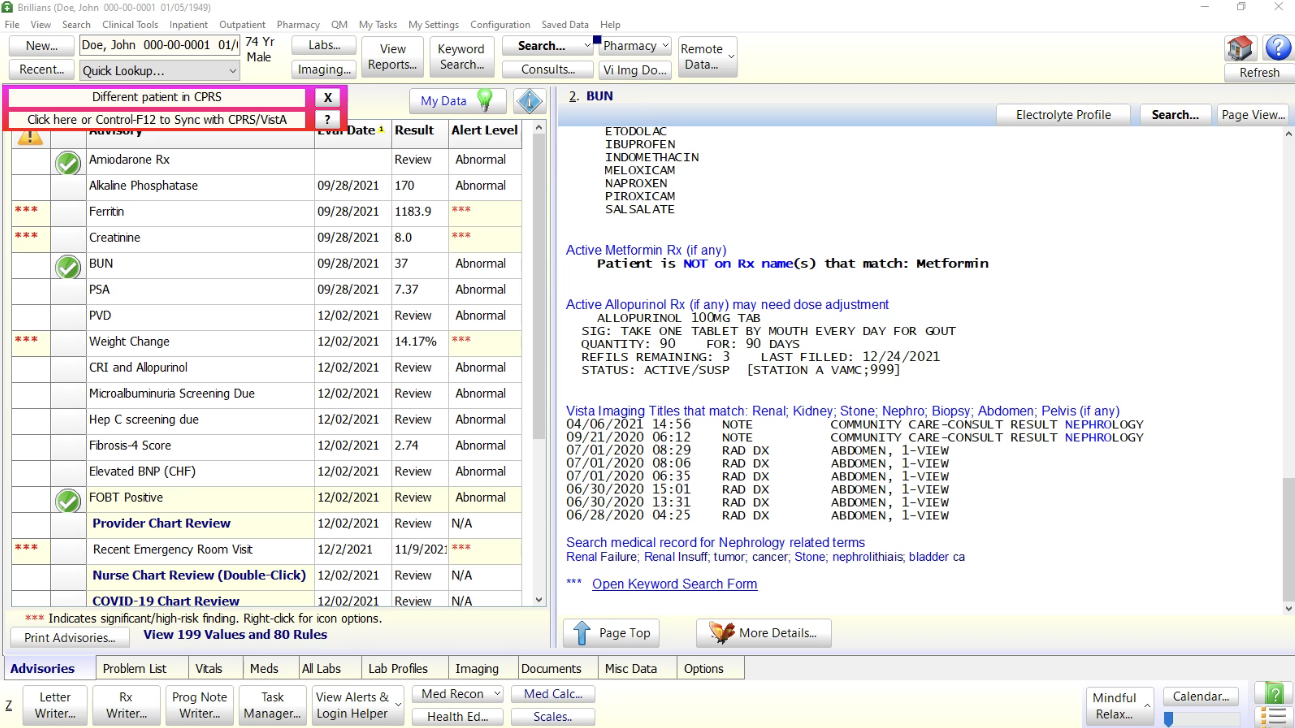 Brillians (Doe, John 000-00-0001 01/05/1949)
File View Search Clinical Tools Inpatient Outpatient Pharmacy QM My Tasks My Settings Configuration Saved Data Help
New... Doe, John 000-00-0001 01/ 74 Yr Male
Labs... View Reports... Keyword Search... Search... Pharmacy Remote Data...
Recent... Quick Lookup... Imaging... Consults... Vi Img Do... Refresh
Different patient in CPRS X
Click here or Control-F12 to Sync with CPRS/VistA ?
My Data
Advisory Eval Date 1 Result Alert Level
Amiodarone Rx Review Abnormal
Alkaline Phosphatase 09/28/2021 170 Abnormal
*** Ferritin 09/28/2021 1183.9 ***
*** Creatinine 09/28/2021 8.0 ***
BUN 09/28/2021 37 Abnormal
PSA 09/28/2021 7.37 Abnormal
PVD 12/02/2021 Review Abnormal
*** Weight Change 12/02/2021 14.17% ***
CRI and Allopurinol 12/02/2021 Review Abnormal
Microalbuminuria Screening Due 12/02/2021 Review Abnormal
Hep C screening due 12/02/2021 Review Abnormal
Fibrosis-4 Score 12/02/2021 2.74 Abnormal
Elevated BNP (CHF) 12/02/2021 Review Abnormal
FOBT Positive 12/02/2021 Review Abnormal
Provider Chart Review 12/02/2021 Review N/A
*** Recent Emergency Room Visit 12/2/2021 11/9/2021 ***
Nurse Chart Review (Double-Click) 12/02/2021 Review N/A
COVID-19 Chart Review 12/02/2021 Review N/A
*** Indicates significant/high-risk finding. Right-click for icon options.
Print Advisories... View 199 Values and 80 Rules
2. BUN
Electrolyte Profile Search... Page View...
ETODOLAC
IBUPROFEN
INDOMETHACIN
MELOXICAM
NAPROXEN
PIROXICAM
SALSALATE
Active Metformin Rx (if any)
Patient is NOT on Rx name(s) that match: Metformin
Active Allopurinol Rx (if any) may need dose adjustment
ALLOPURINOL 100MG TAB
SIG: TAKE ONE TABLET BY MOUTH EVERY DAY FOR GOUT
QUANTITY: 90 FOR: 90 DAYS
REFILS REMAINING: 3 LAST FILLED: 12/24/2021
STATUS: ACTIVE/SUSP [STATION A VAMC;999]
Vista Imaging Titles that match: Renal; Kidney; Stone; Nephro; Biopsy; Abdomen; Pelvis (if any)
04/06/2021 14:56 NOTE COMMUNITY CARE-CONSULT RESULT NEPHROLOGY
09/21/2020 06:12 NOTE COMMUNITY CARE-CONSULT RESULT NEPHROLOGY
07/01/2020 08:29 RAD DX ABDOMEN, 1-VIEW
07/01/2020 08:06 RAD DX ABDOMEN, 1-VIEW
07/01/2020 06:35 RAD DX ABDOMEN, 1-VIEW
06/30/2020 15:01 RAD DX ABDOMEN, 1-VIEW
06/30/2020 13:31 RAD DX ABDOMEN, 1-VIEW
06/28/2020 04:25 RAD DX ABDOMEN, 1-VIEW
Search medical record for Nephrology related terms
Renal Failure; Renal Insuff; tumor; cancer; Stone; nephrolithiais; bladder ca
*** Open Keyword Search Form
Page Top More Details...
Advisories Problem List Vitals Meds All Labs Lab Profiles Imaging Documents Misc Data Options
Z Letter Writer... Rx Writer... Prog Note Writer... Task Manager... View Alerts & Login Helper Med Recon Med Calc... Mindful Relax... Calendar...
Health Ed... Scales..